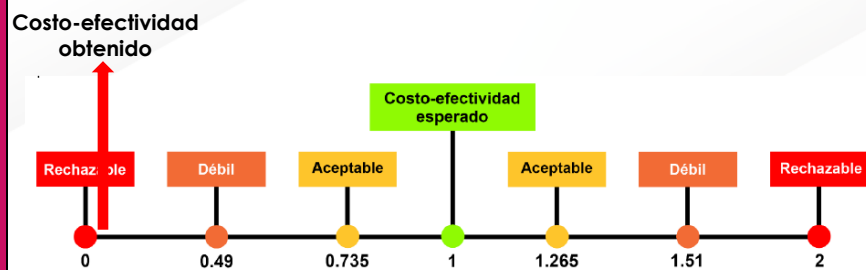 Costo-efectividad
obtenido
Costo-efectividad
esperado
Rechazable
Débil
Aceptable
Aceptable
Débil
Rechazable
0
0.49
0.735
1
1.265
1.51
2